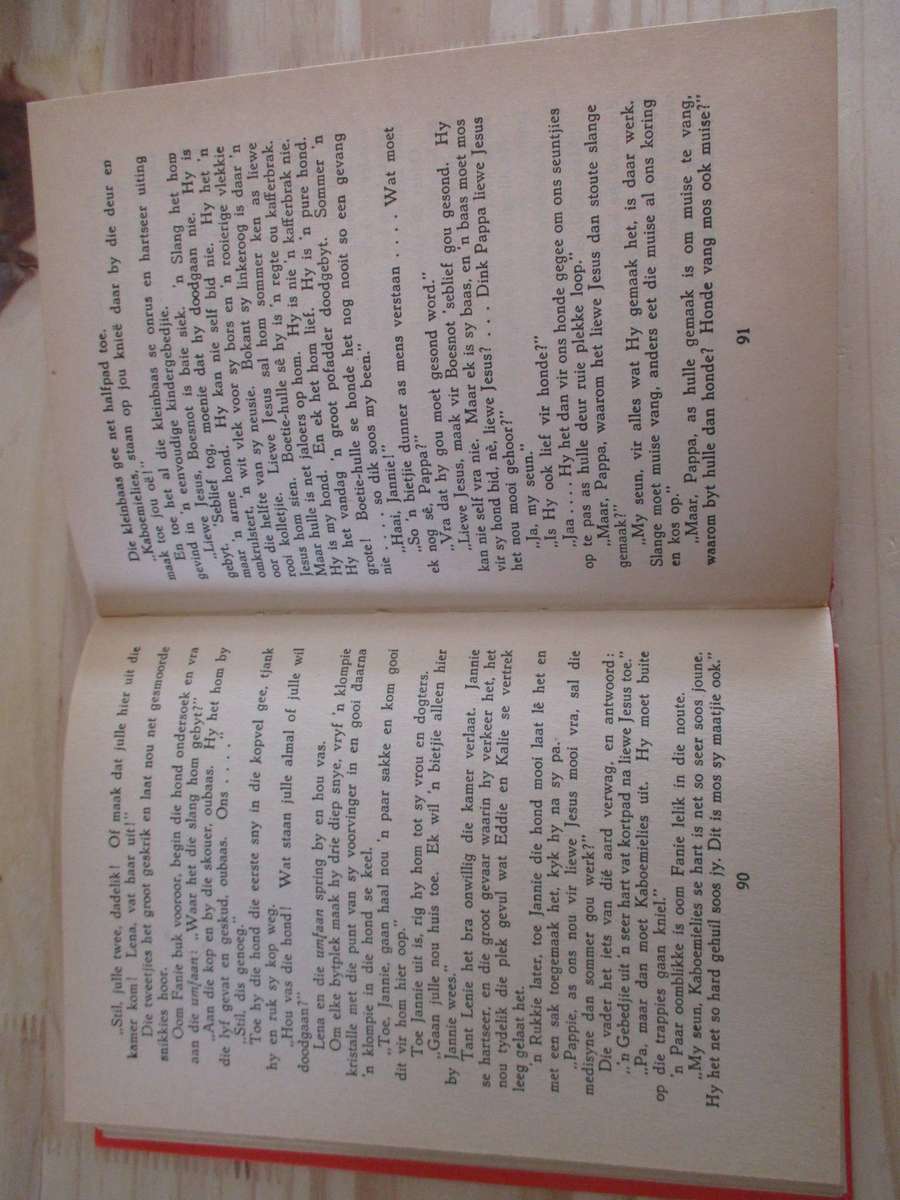 „Stil, julle twee, dadelik! Of maak dat julle hier uit die
kamer kom! Lena, vat haar uit!”
Die tweetjies het groot geskrik en laat nou net gesmoorde
snikkies hoor.
Oom Fanie buk vooroor, begin die hond ondersoek en vra
aan die umfaan: „Waar het die slang hom gebyt?”
„Aan die kop en by die skouer, oubaas. Hy het hom by
die lyf gevat en geskud, oubaas. Ons . . . .”
„Stil, dis genoeg.”
Toe hy die hond die eerste sny in die kopvel gee, tjank
hy en ruk sy kop weg.
„Hou vas die hond! Wat staan julle almal of julle wil
doodgaan?”
Lena en die umfaan spring by en hou vas.
Om elke bytplek maak hy drie diep snye, vryf 'n klompie
kristalle met die punt van sy voorvinger in en gooi daarna
'n klompie in die hond se keel.
„Toe, Jannie, gaan haal nou 'n paar sakke en kom gooi
dit vir hom hier oop.”
Toe Jannie uit is, rig hy hom tot sy vrou en dogters.
„Gaan julle nou huis toe. Ek wil 'n bietjie alleen hier
by Jannie wees.”
Tant Lenie het bra onwillig die kamer verlaat. Jannie
se hartseer, en die groot gevaar waarin hy verkeer het, het
nou tydelik die plek gevul wat Eddie en Kalie se vertrek
leeg gelaat het.
'n Rukkie later, toe Jannie die hond mooi laat lê het en
met een sak toegemaak het, kyk hy na sy pa.
„Pappie, as ons nou vir liewe Jesus mooi vra, sal die
medisyne dan sommer gou werk?”
Die vader het iets van dié aard verwag, en antwoord:
„'n Gebedjie uit 'n seer hart vat kortpad na liewe Jesus toe.”
„Pa, maar dan moet Kaboemielies uit. Hy moet buite
op die trappies gaan kniel.”
'n Paar oomblikke is oom Fanie lelik in die noute.
„My seun, Kaboemielies se hart is net so seer soos joune.
Hy het net so hard gehuil soos jy. Dit is mos sy maatjie ook.”
90
Die kleinbaas gee net halfpad toe.
„Kaboemielies, staan op jou knieë daar by die deur en
maak toe jou oë!”
En toe het al die kleinbaas se onrus en hartseer uiting
gevind in 'n eenvoudige kindergebedjie.
„Liewe Jesus, Boesnot is baie siek. 'n Slang het hom
gebyt. Seblief tog, moenie dat hy doodgaan nie. Hy is
maar 'n arme hond. Hy kan nie self bid nie. Hy het 'n
omkrulstert, 'n wit vlek voor sy bors en 'n rooierige vlekkie
oor die helfte van sy neusie. Bokant sy linkeroog is daar 'n
rooi kolletjie. Liewe Jesus sal hom sommer ken as liewe
Jesus hom sien. Boetie-hulle sê hy is 'n regte ou kafferbrak.
Maar hulle is net jaloers op hom. Hy is nie 'n kafferbrak nie.
Hy is my hond. En ek het hom lief. Hy is 'n pure hond.
Hy het vandag 'n groot pofadder doodgebyt. Sommer 'n
grote! Boetie-hulle se honde het nog nooit so een gevang
nie . . . . so dik soos my been.”
„Haai, Jannie!”
„So 'n bietjie dunner as mens verstaan . . . . Wat moet
ek nog sê, Pappa?”
„Vra dat hy gou moet gesond word.”
„Liewe Jesus, maak vir Boesnot 'seblief gou gesond. Hy
kan nie self vra nie. Maar ek is sy baas, en 'n baas moet mos
vir sy hond bid, nè, liewe Jesus? . . . . Dink Pappa liewe Jesus
het nou mooi gehoor?”
„Ja, my seun.”
„Is Hy ook lief vir honde?”
„Jaa . . . . Hy het dan vir ons honde gegee om ons seuntjies
op te pas as hulle deur ruie plekke loop.”
„Maar, Pappa, waarom het liewe Jesus dan stoute slange
gemaak?”
„My seun, vir alles wat Hy gemaak het, is daar werk.
Slange moet muise vang, anders eet die muise al ons koring
en kos op.”
„Maar, Pappa, as hulle gemaak is om muise te vang,
waarom byt hulle dan honde? Honde vang mos ook muise?”
91